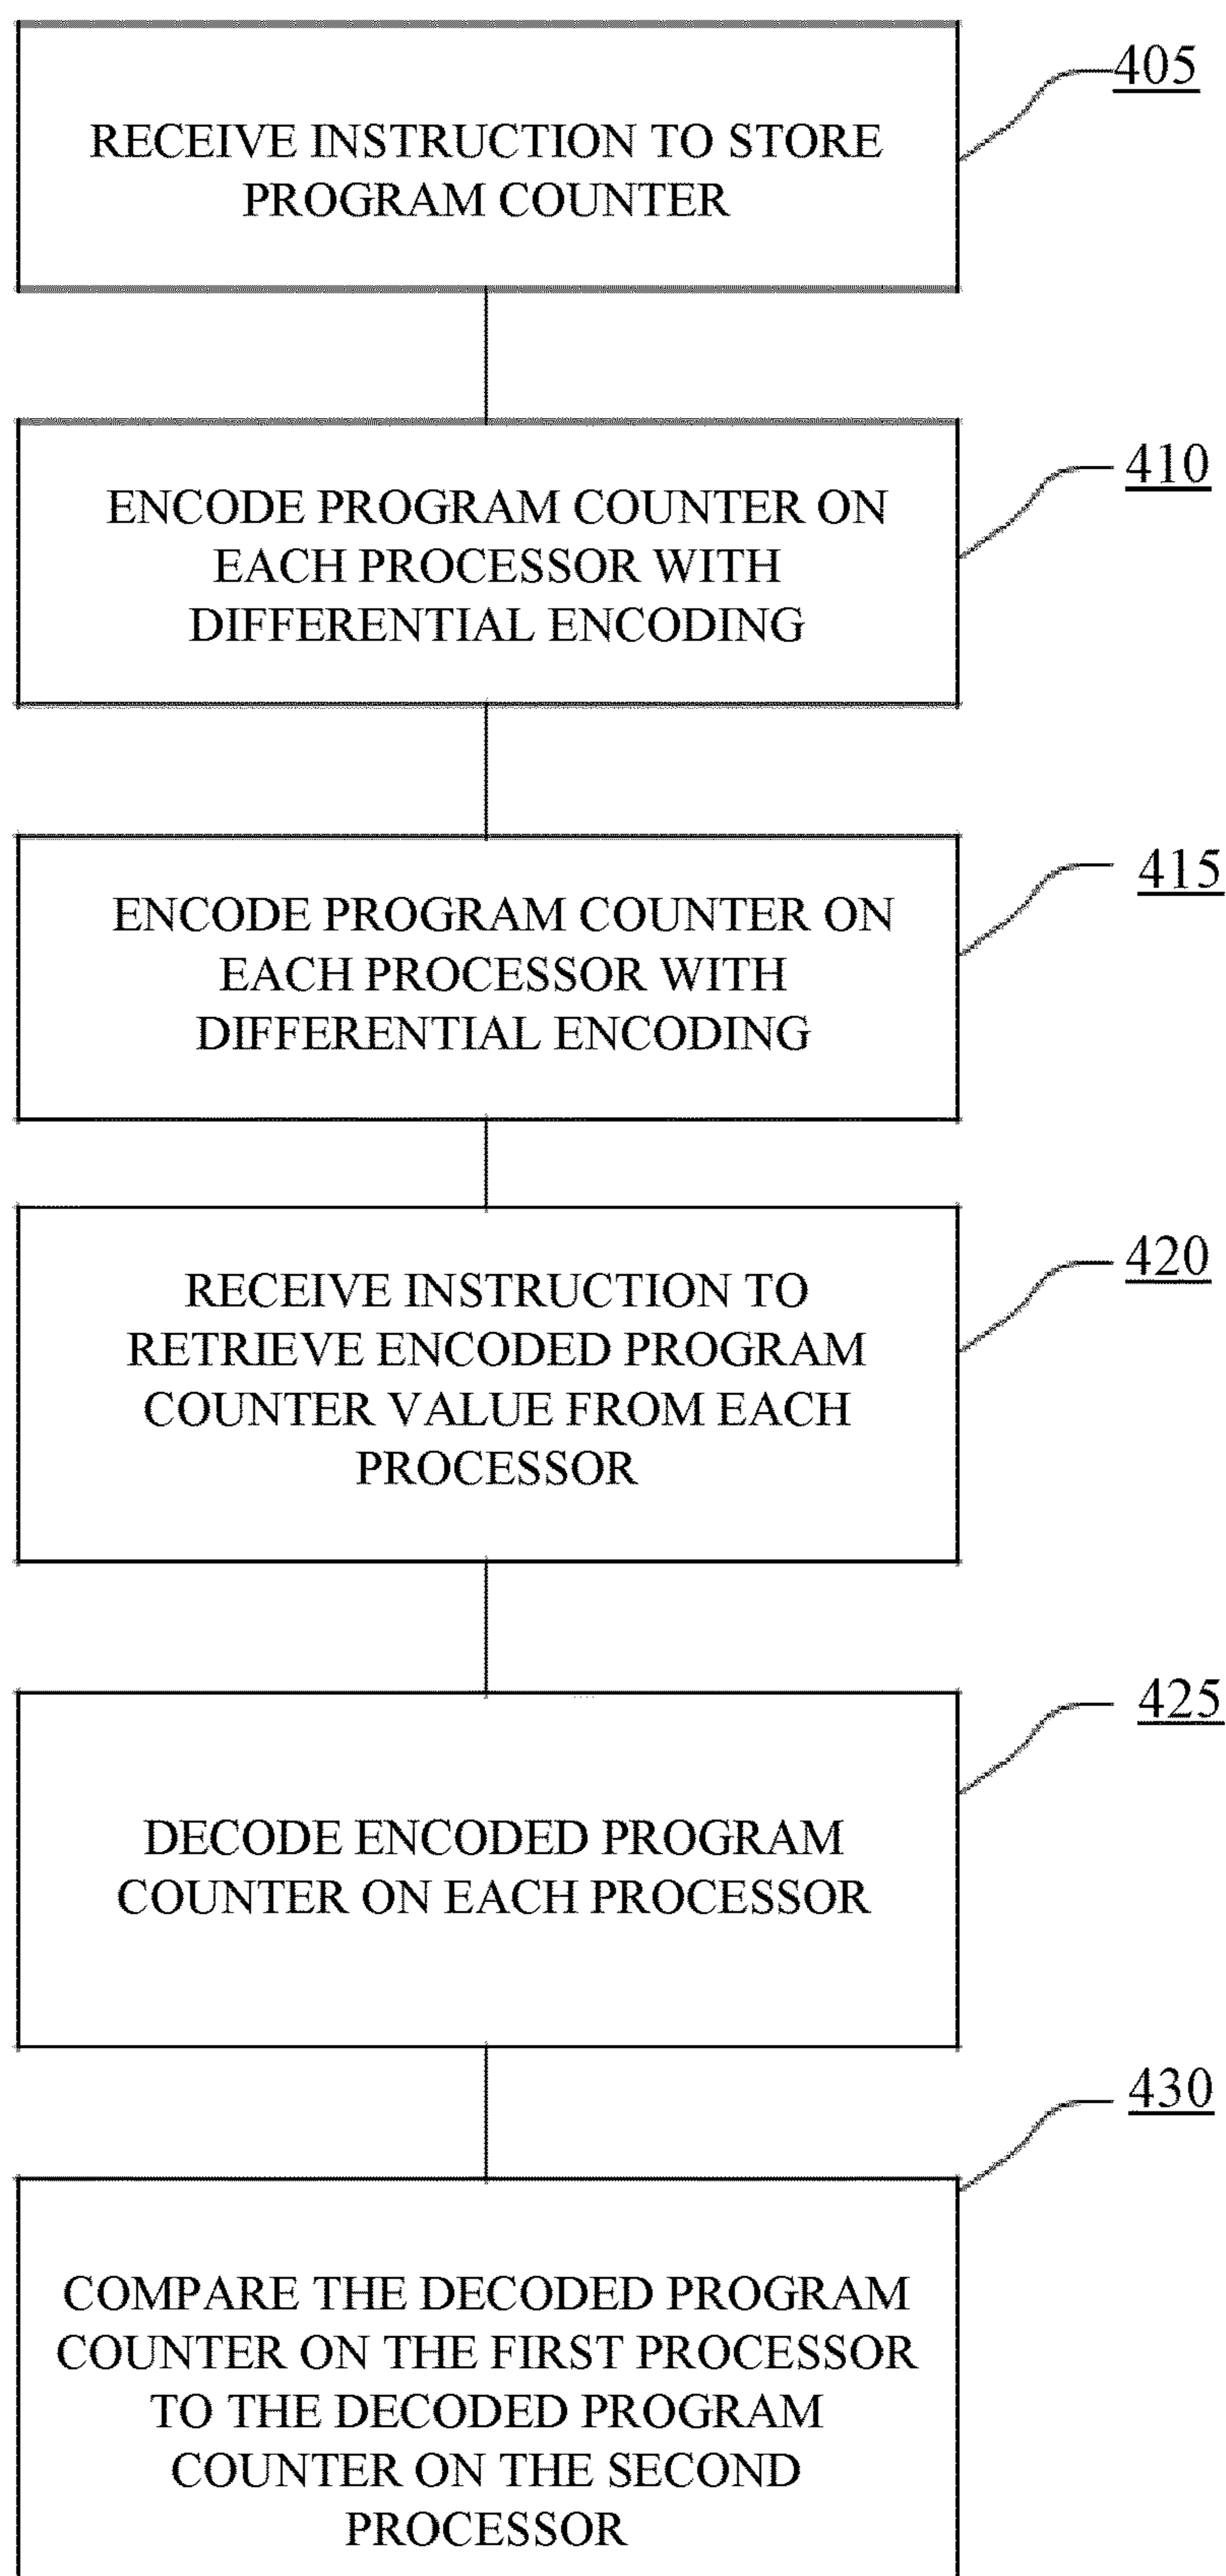 405
RECEIVE INSTRUCTION TO STORE
PROGRAM COUNTER
410
ENCODE PROGRAM COUNTER ON
EACH PROCESSOR WITH
DIFFERENTIAL ENCODING
415
ENCODE PROGRAM COUNTER ON
EACH PROCESSOR WITH
DIFFERENTIAL ENCODING
420
RECEIVE INSTRUCTION TO
RETRIEVE ENCODED PROGRAM
COUNTER VALUE FROM EACH
PROCESSOR
425
DECODE ENCODED PROGRAM
COUNTER ON EACH PROCESSOR
430
COMPARE THE DECODED PROGRAM
COUNTER ON THE FIRST PROCESSOR
TO THE DECODED PROGRAM
COUNTER ON THE SECOND
PROCESSOR